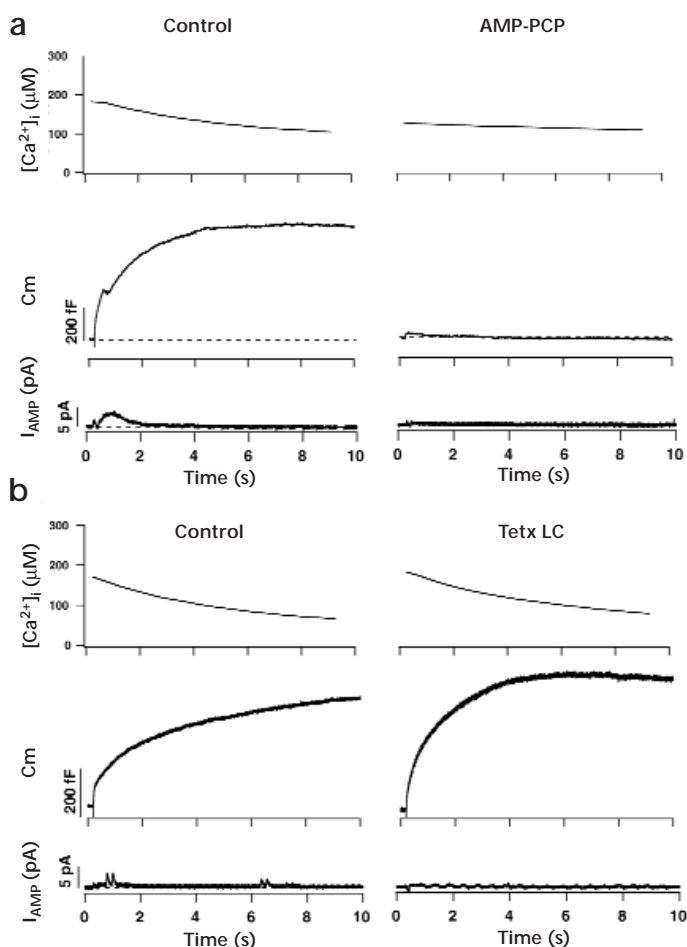 a
Control
AMP-PCP
[Ca²⁺]ᵢ (μM)
300
200
100
0
Cm
200 fF
I_AMP (pA)
5 pA
0 2 4 6 8 10
0 2 4 6 8 10
Time (s)
Time (s)
b
Control
Tetx LC
[Ca²⁺]ᵢ (μM)
300
200
100
0
Cm
200 fF
I_AMP (pA)
5 pA
0 2 4 6 8 10
0 2 4 6 8 10
Time (s)
Time (s)